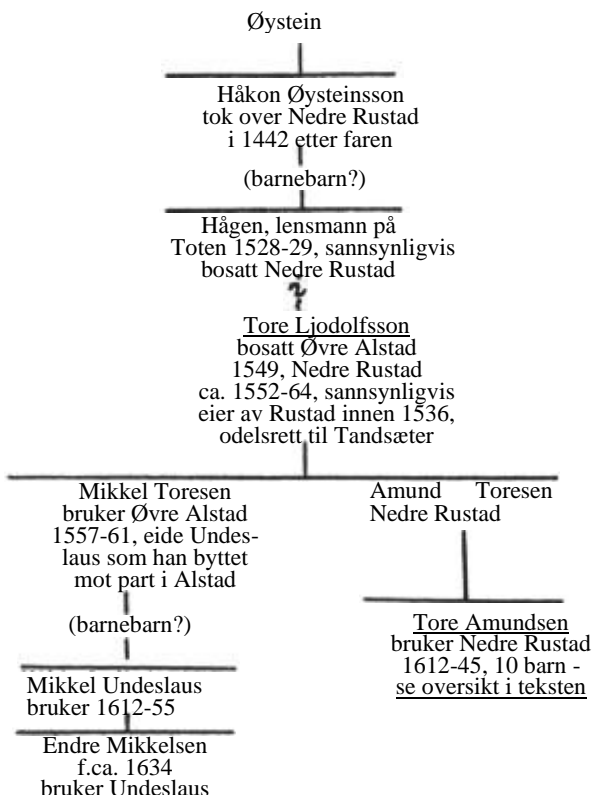 Øystein
Håkon Øysteinsson
tok over Nedre Rustad
i 1442 etter faren
(barnebarn?)
Hågen, lensmann på
Toten 1528-29, sannsynligvis
bosatt Nedre Rustad
?
Tore Ljodolfsson
bosatt Øvre Alstad
1549, Nedre Rustad
ca. 1552-64, sannsynligvis
eier av Rustad innen 1536,
odelsrett til Tandsæter
Mikkel Toresen
bruker Øvre Alstad
1557-61, eide Undes-
laus som han byttet
mot part i Alstad
(barnebarn?)
Mikkel Undeslaus
bruker 1612-55
Endre Mikkelsen
f.ca. 1634
bruker Undeslaus
Amund Toresen
Nedre Rustad
Tore Amundsen
bruker Nedre Rustad
1612-45, 10 barn -
se oversikt i teksten